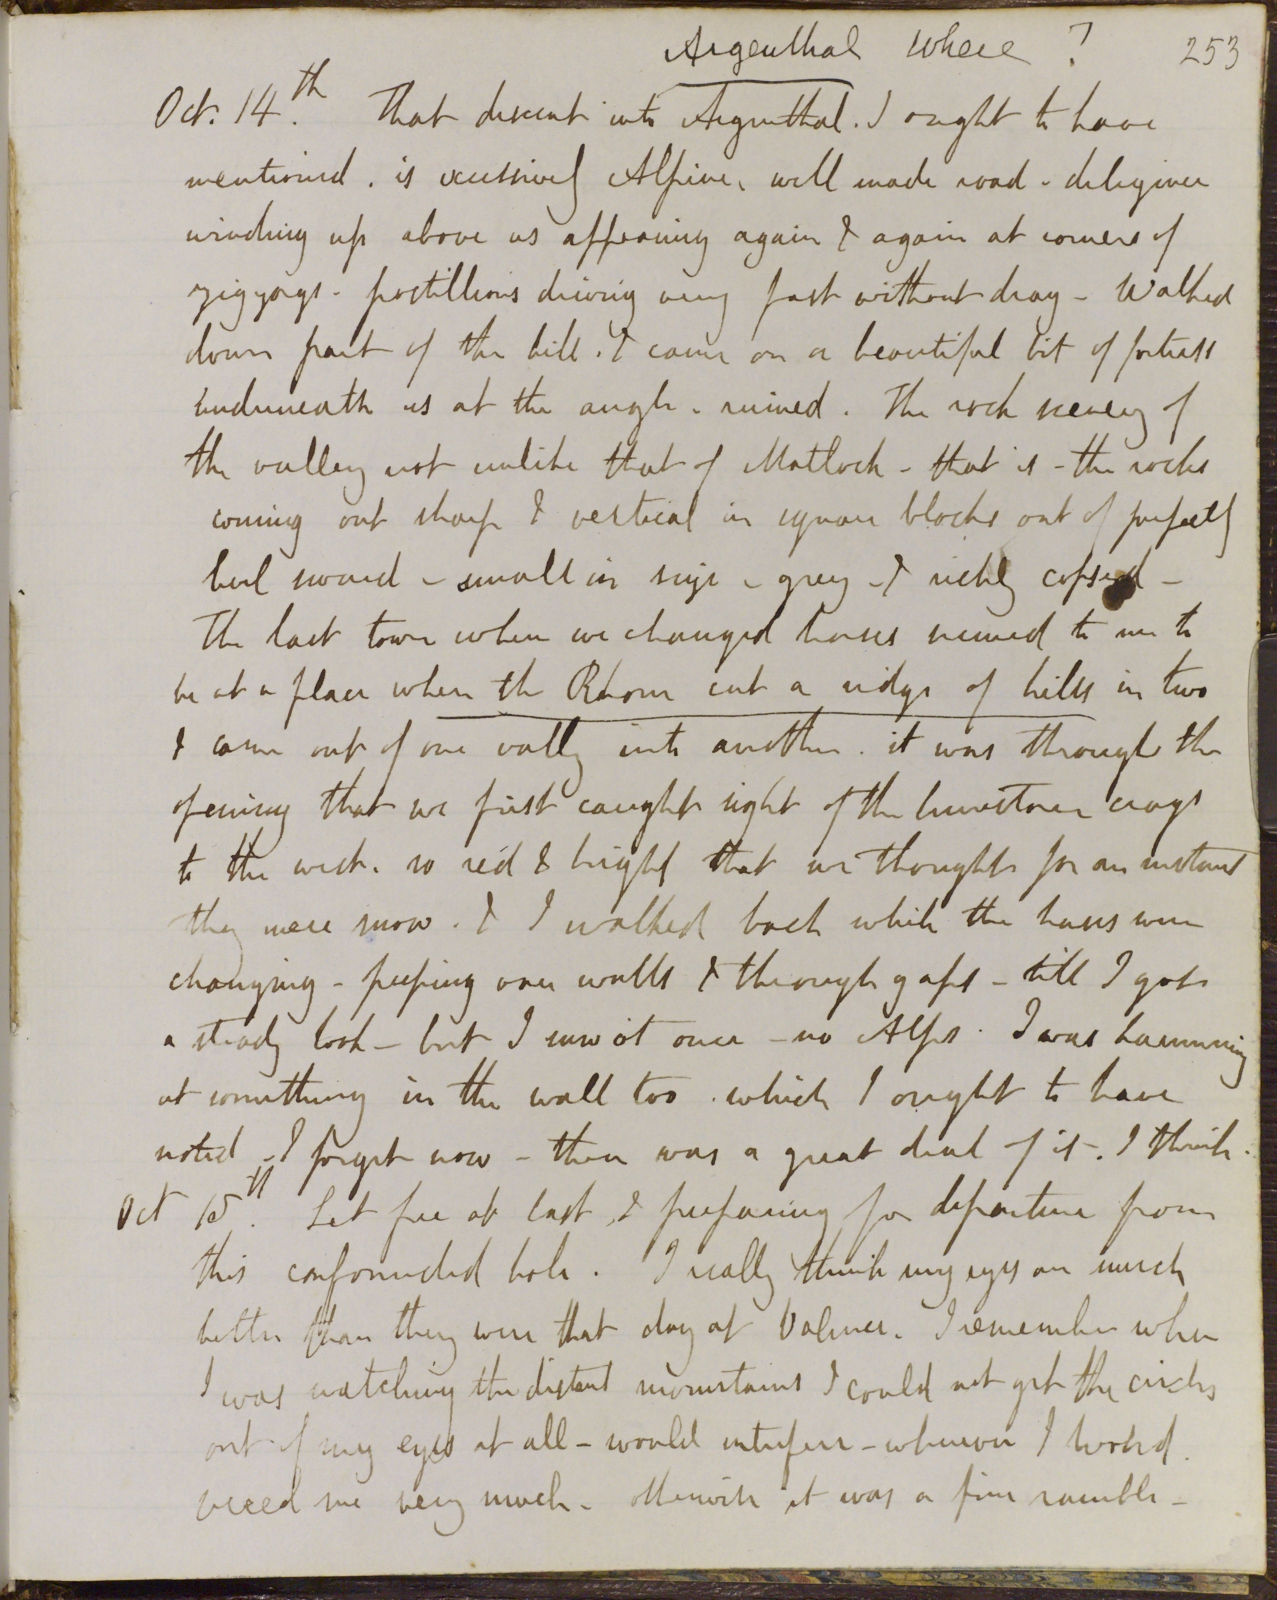 Argenthal Where ? 253
Oct. 14th. That descent into Argenthal. I ought to have
mentioned. is excessively Alpine, well made road - diligence
winding up above us appearing again & again at corners of
zigzags - postillions driving very fast without drag - Walked
down part of the hill. & came on a beautiful bit of fortress
underneath us at the angle - ruined. The rock scenery of
the valley not unlike that of Matlock - that is - the rocks
coming out sharp & vertical in square blocks out of perfectly
level sward - small in size - grey - & richly copsed -
The last town where we changed horses seemed to me to
be at a place where the Rhone cut a ridge of hills in two
& came out of one vally into another. it was through the
opening that we first caught sight of the limestone crags
to the west. so red & bright that we thought for an instant
they were snow. & I walked back while the horses were
changing - peeping over walls & through gaps - till I got
a steady look - but I saw at once - no Alps. I was hammering
at something in the wall too. which I ought to have
noted - I forget now - there was a great deal of it. I think.
Oct 15th. Set free at last, & preparing for departure from
this confounded hole. I really think my eyes are much
better than they were that day at Valence. I remember when
I was watching the distant mountains I could not get the circles
out of my eyes at all - would interfere - wherever I looked.
vexed me very much - otherwise it was a fine ramble -